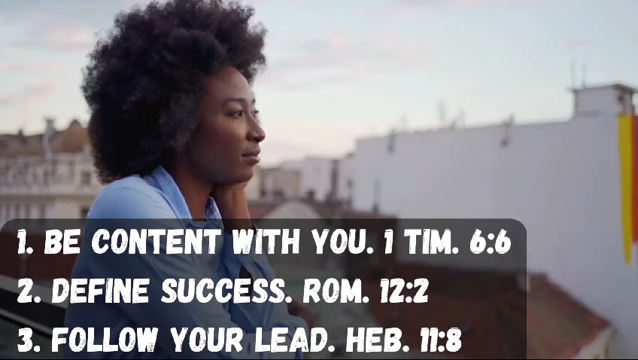 1. BE CONTENT WITH YOU. 1 TIM. 6:6
2. DEFINE SUCCESS. ROM. 12:2
3. FOLLOW YOUR LEAD. HEB. 11:8